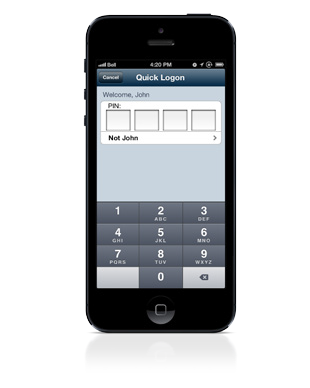 Bell 4:20 PM
Cancel Quick Logon
Welcome, John
PIN:
Not John >
1 2 ABC 3 DEF
4 GHI 5 JKL 6 MNO
7 PQRS 8 TUV 9 WXYZ
0